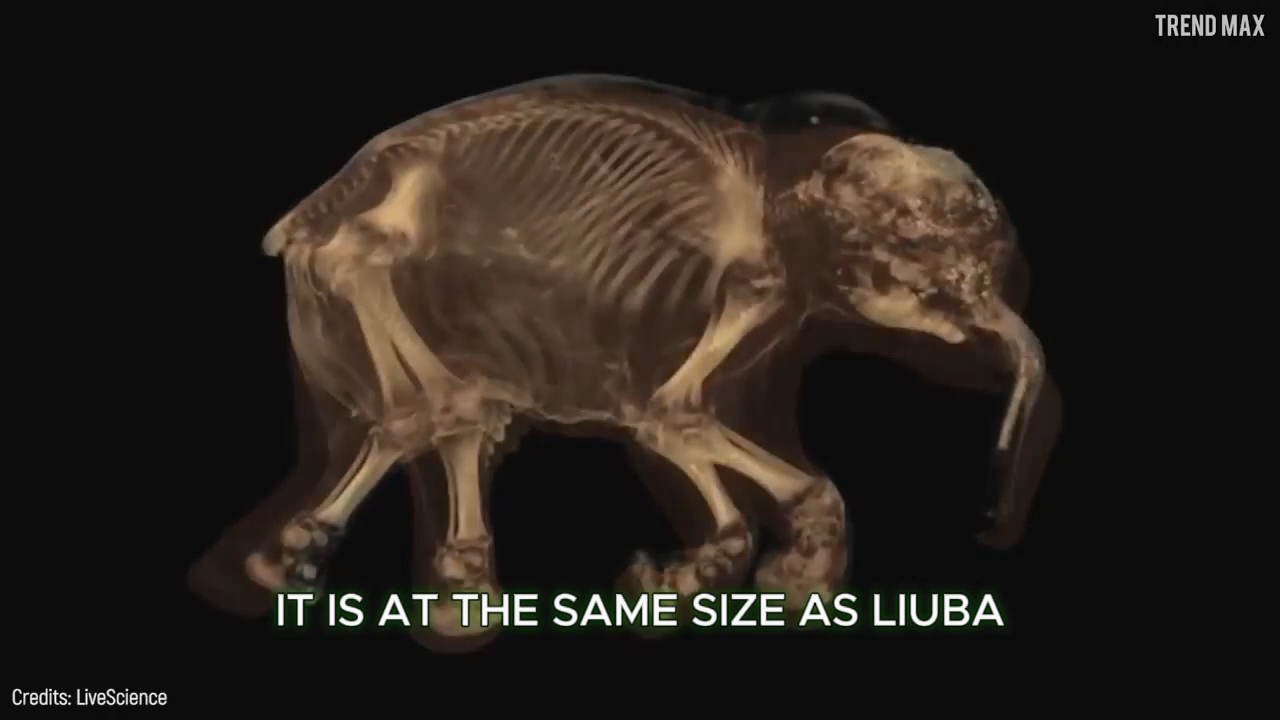 TREND MAX
IT IS AT THE SAME SIZE AS LIUBA
Credits: LiveScience